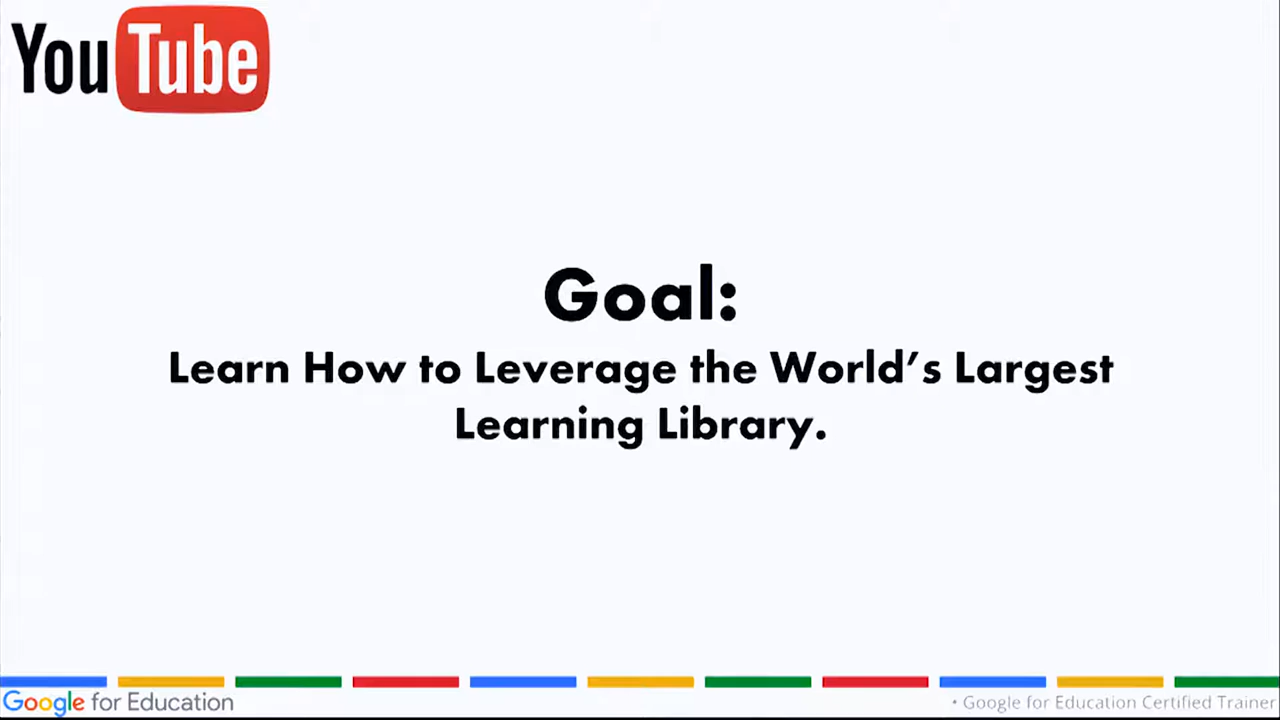 YouTube
Goal:
Learn How to Leverage the World’s Largest
Learning Library.
Google for Education
• Google for Education Certified Trainer